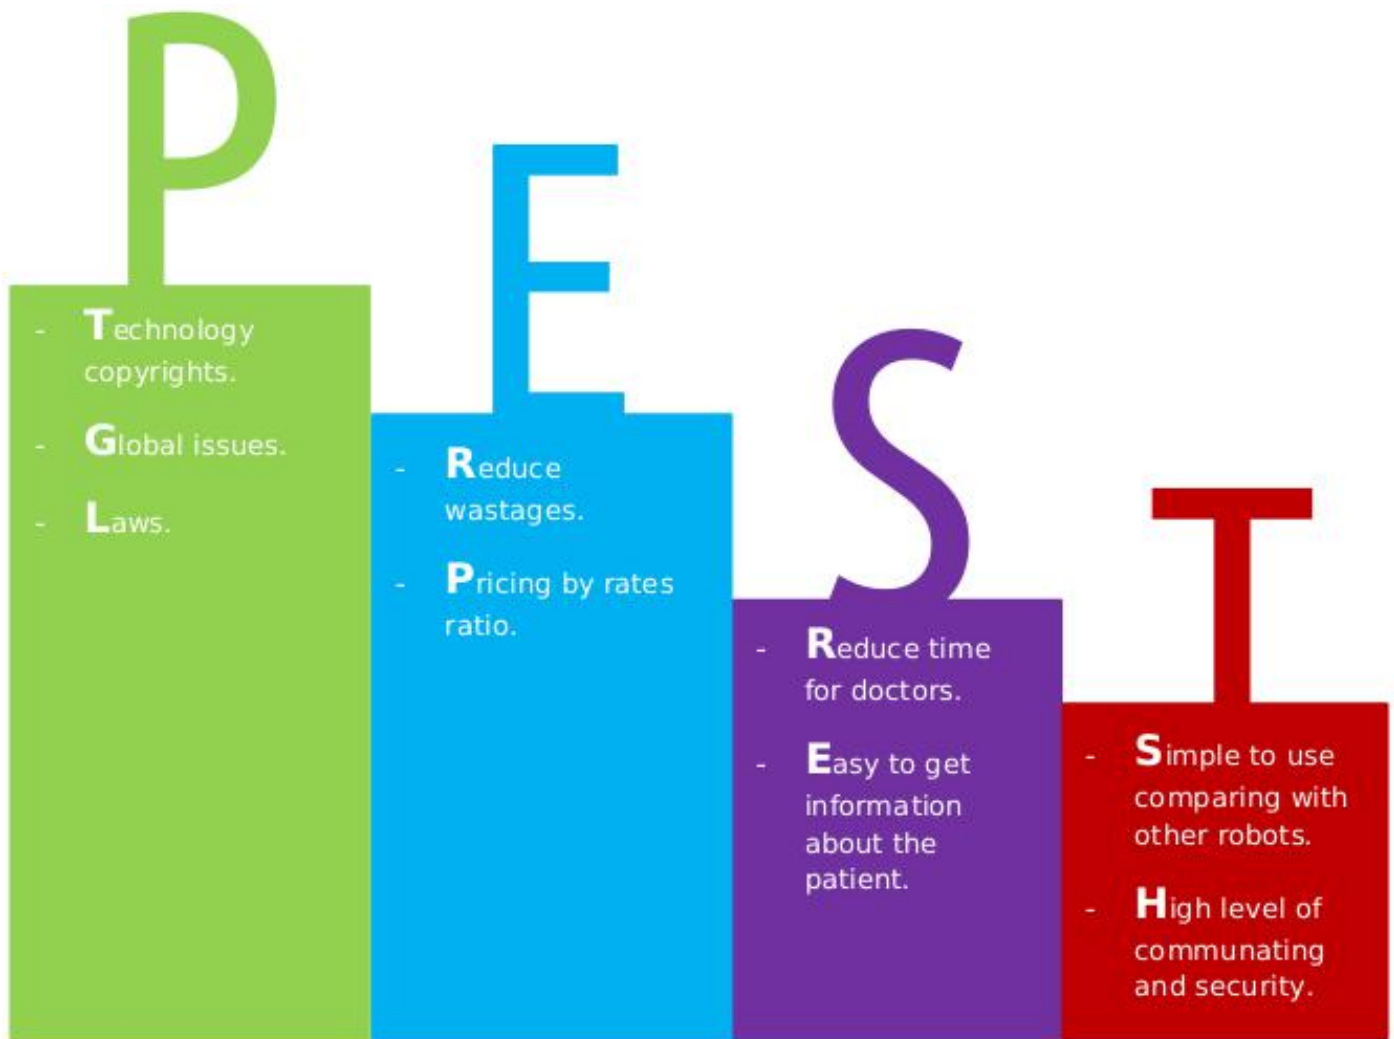 P
- Technology
copyrights.
- Global issues.
- Laws.
E
- Reduce
wastages.
- Pricing by rates
ratio.
S
- Reduce time
for doctors.
- Easy to get
information
about the
patient.
T
- Simple to use
comparing with
other robots.
- High level of
communating
and security.